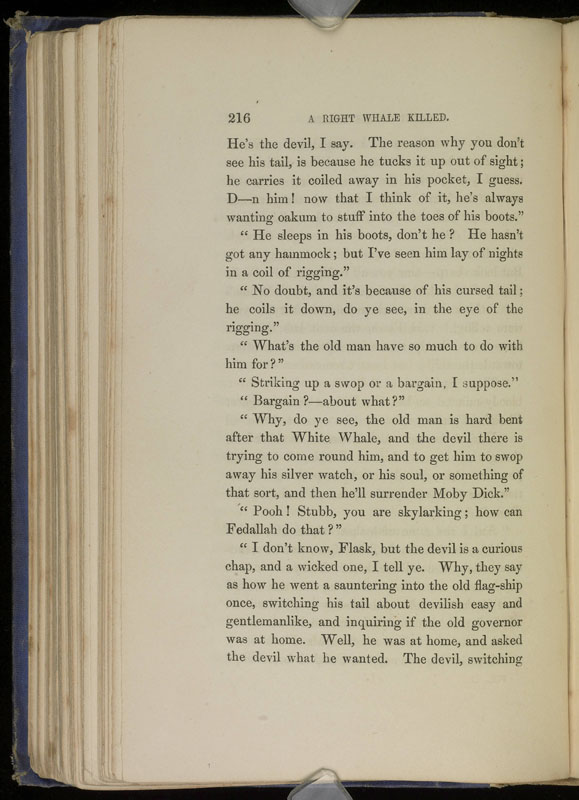 216 A RIGHT WHALE KILLED.
He's the devil, I say. The reason why you don't
see his tail, is because he tucks it up out of sight;
he carries it coiled away in his pocket, I guess.
D—n him! now that I think of it, he's always
wanting oakum to stuff into the toes of his boots."
" He sleeps in his boots, don't he? He hasn't
got any hammock; but I've seen him lay of nights
in a coil of rigging."
" No doubt, and it's because of his cursed tail;
he coils it down, do ye see, in the eye of the
rigging."
" What's the old man have so much to do with
him for?"
" Striking up a swop or a bargain, I suppose."
" Bargain?—about what?"
" Why, do ye see, the old man is hard bent
after that White Whale, and the devil there is
trying to come round him, and to get him to swop
away his silver watch, or his soul, or something of
that sort, and then he'll surrender Moby Dick."
" Pooh! Stubb, you are skylarking; how can
Fedallah do that?"
" I don't know, Flask, but the devil is a curious
chap, and a wicked one, I tell ye. Why, they say
as how he went a sauntering into the old flag-ship
once, switching his tail about devilish easy and
gentlemanlike, and inquiring if the old governor
was at home. Well, he was at home, and asked
the devil what he wanted. The devil, switching